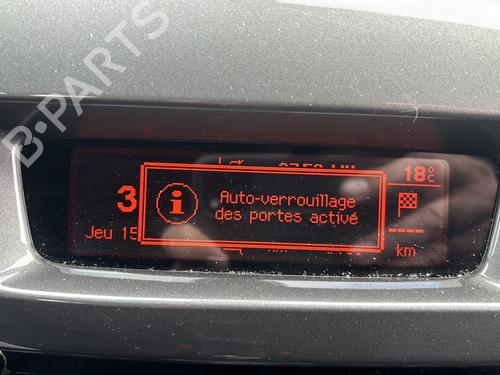 B-PARTS
18°C
3
Auto-verrouillage
des portes activé
Jeu 15
----
km